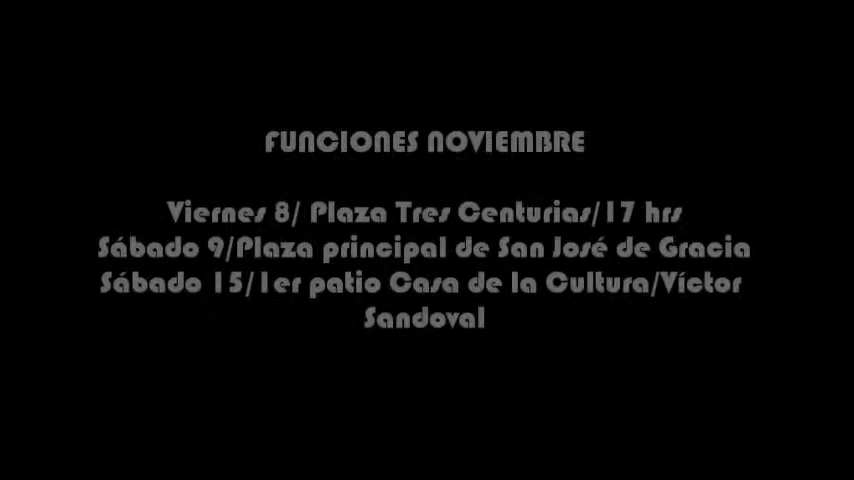 FUNCIONES NOVIEMBRE
Viernes 8/ Plaza Tres Centurias/17 hrs
Sábado 9/Plaza principal de San José de Gracia
Sábado 15/1er patio Casa de la Cultura/Víctor
Sandoval